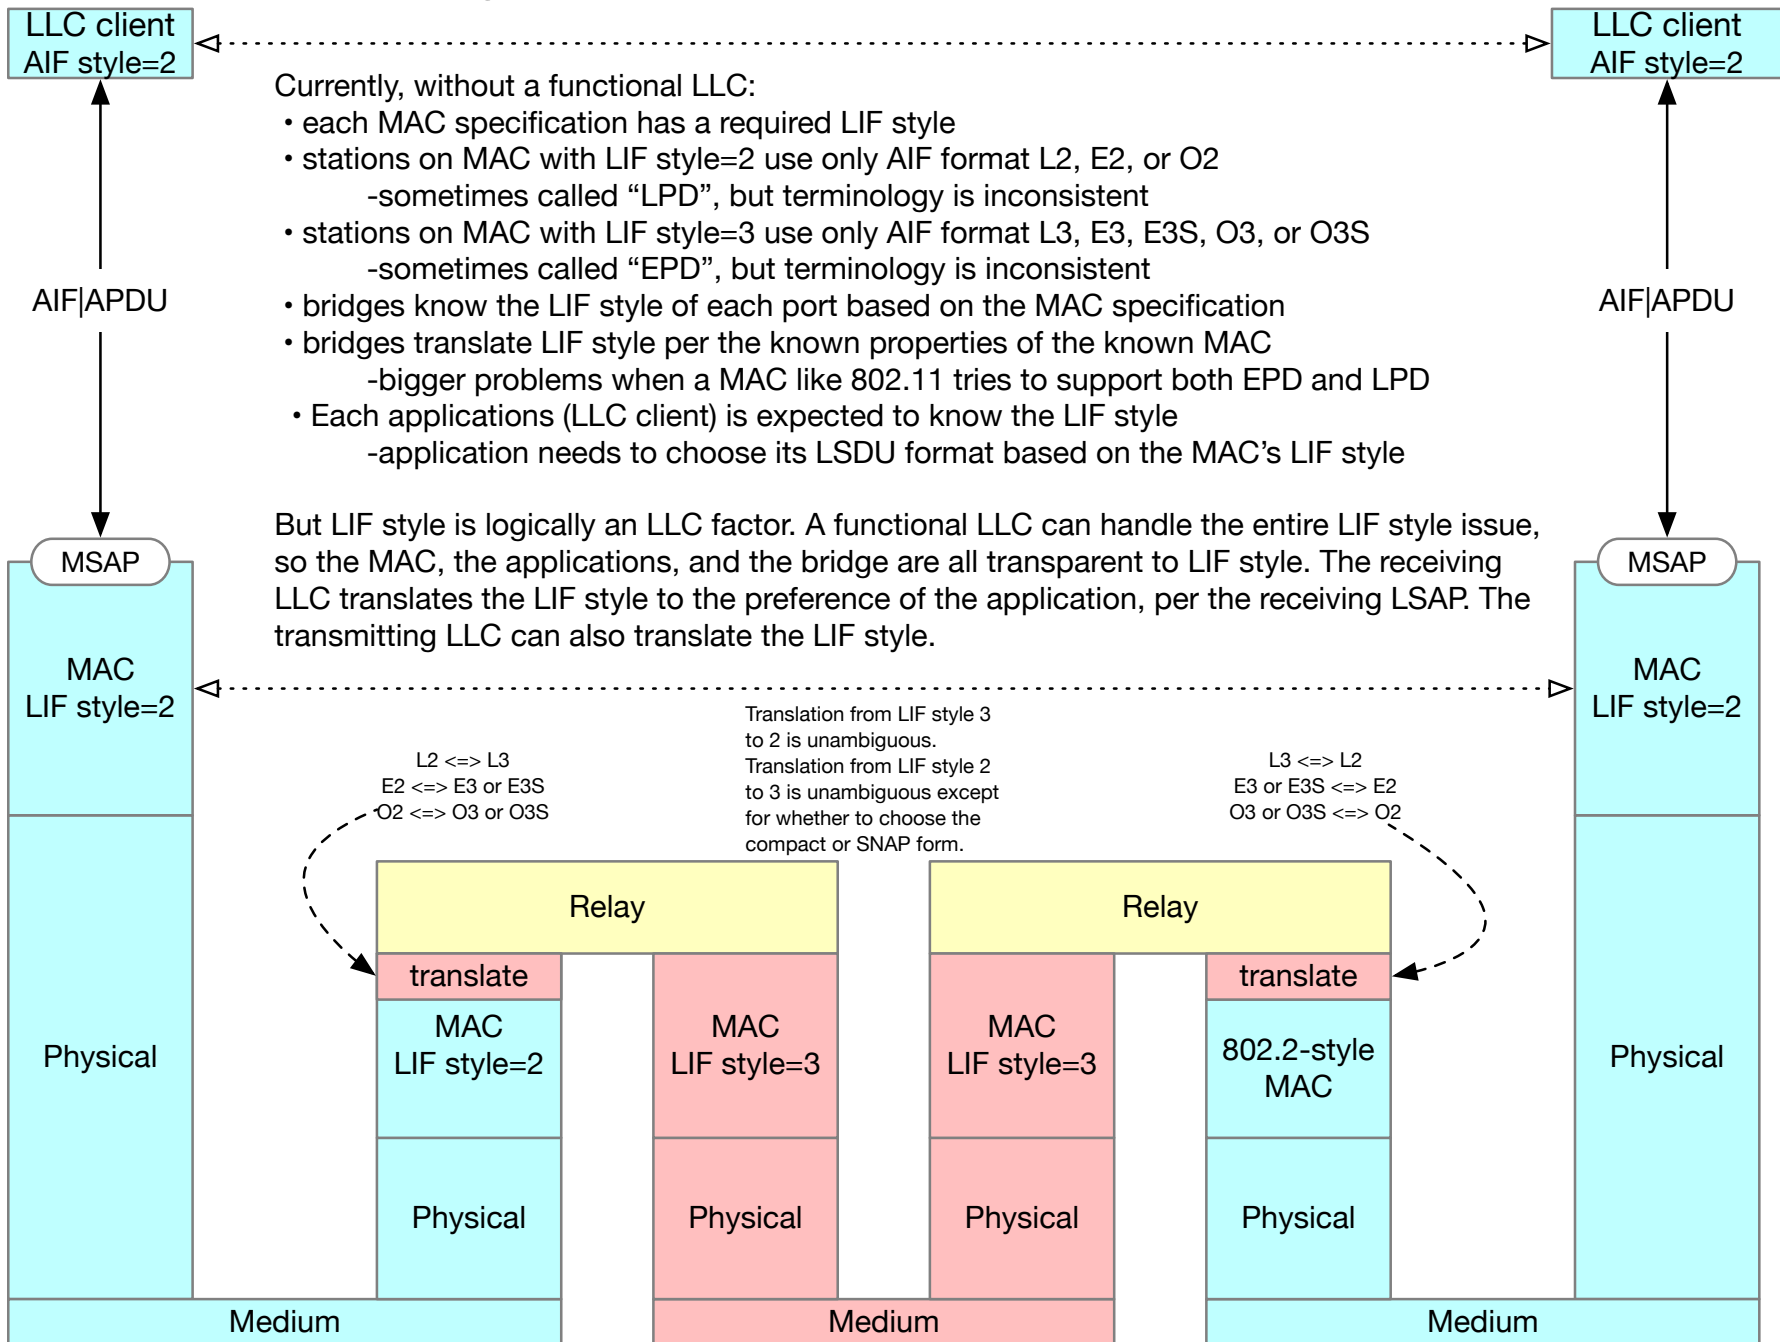 LLC client
AIF style=2
LLC client
AIF style=2
Currently, without a functional LLC:
• each MAC specification has a required LIF style
• stations on MAC with LIF style=2 use only AIF format L2, E2, or O2
-sometimes called “LPD”, but terminology is inconsistent
• stations on MAC with LIF style=3 use only AIF format L3, E3, E3S, O3, or O3S
-sometimes called “EPD”, but terminology is inconsistent
• bridges know the LIF style of each port based on the MAC specification
• bridges translate LIF style per the known properties of the known MAC
-bigger problems when a MAC like 802.11 tries to support both EPD and LPD
• Each applications (LLC client) is expected to know the LIF style
-application needs to choose its LSDU format based on the MAC’s LIF style
AIF|APDU
AIF|APDU
But LIF style is logically an LLC factor. A functional LLC can handle the entire LIF style issue,
so the MAC, the applications, and the bridge are all transparent to LIF style. The receiving
LLC translates the LIF style to the preference of the application, per the receiving LSAP. The
transmitting LLC can also translate the LIF style.
MSAP
MSAP
MAC
LIF style=2
MAC
LIF style=2
Translation from LIF style 3
to 2 is unambiguous.
Translation from LIF style 2
to 3 is unambiguous except
for whether to choose the
compact or SNAP form.
L2 <=> L3
E2 <=> E3 or E3S
O2 <=> O3 or O3S
L3 <=> L2
E3 or E3S <=> E2
O3 or O3S <=> O2
Relay
Relay
translate
translate
MAC
LIF style=2
MAC
LIF style=3
MAC
LIF style=3
802.2-style
MAC
Physical
Physical
Physical
Physical
Physical
Physical
Medium
Medium
Medium